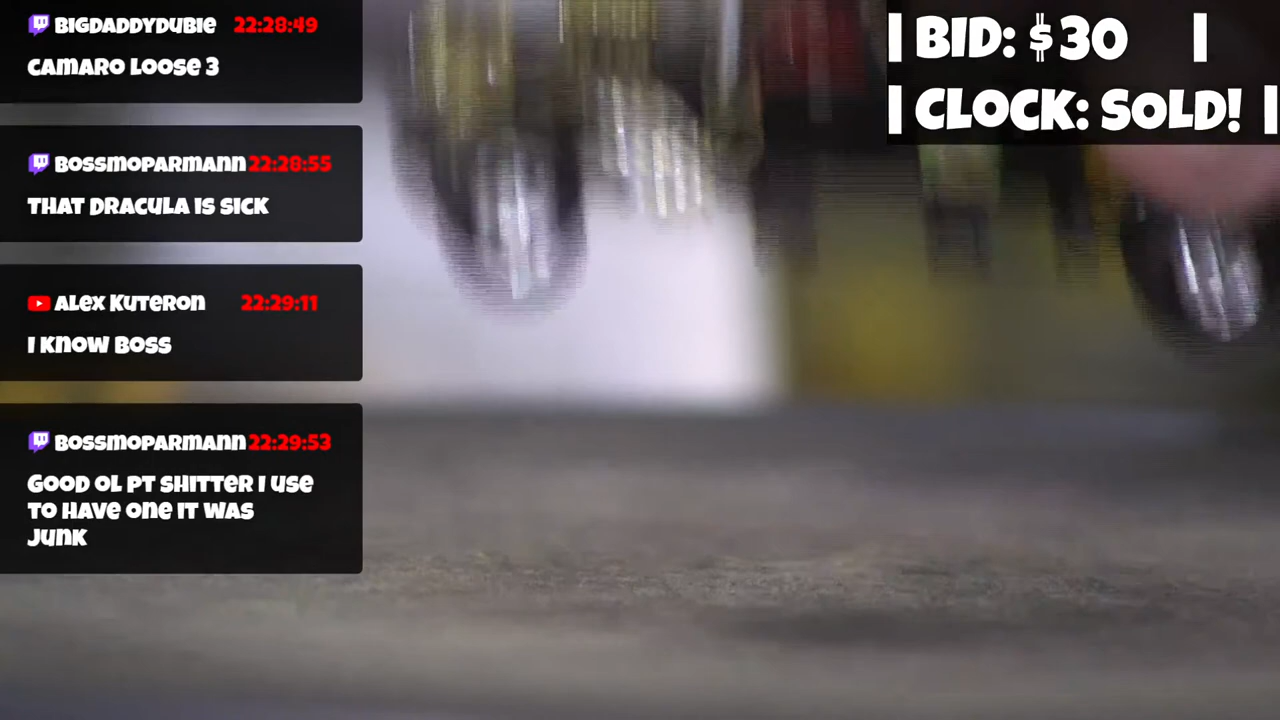 BIGDADDYDUBIE 22:28:49
CAMARO LOOSE 3
BOSSMOPARMANN 22:28:55
THAT DRACULA IS SICK
ALEX KUTERON 22:29:11
I KNOW BOSS
BOSSMOPARMANN 22:29:53
GOOD OL PT SHITTER I USE
TO HAVE ONE IT WAS
JUNK
| BID: $30 |
| CLOCK: SOLD! |